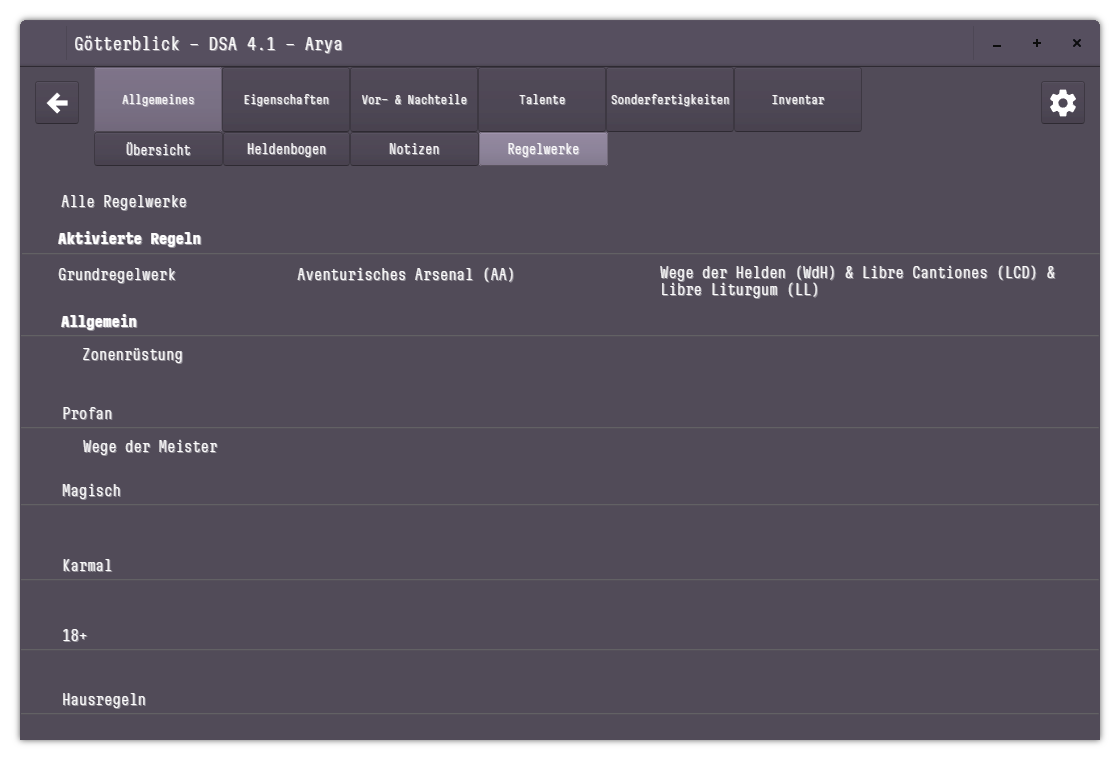 Götterblick - DSA 4.1 - Arya
Allgemeines Eigenschaften Vor- & Nachteile Talente Sonderfertigkeiten Inventar
Übersicht Heldenbogen Notizen Regelwerke
Alle Regelwerke
Aktivierte Regeln
Grundregelwerk Aventurisches Arsenal (AA) Wege der Helden (WdH) & Libre Cantiones (LCD) &
Libre Liturgum (LL)
Allgemein
Zonenrüstung
Profan
Wege der Meister
Magisch
Karmal
18+
Hausregeln